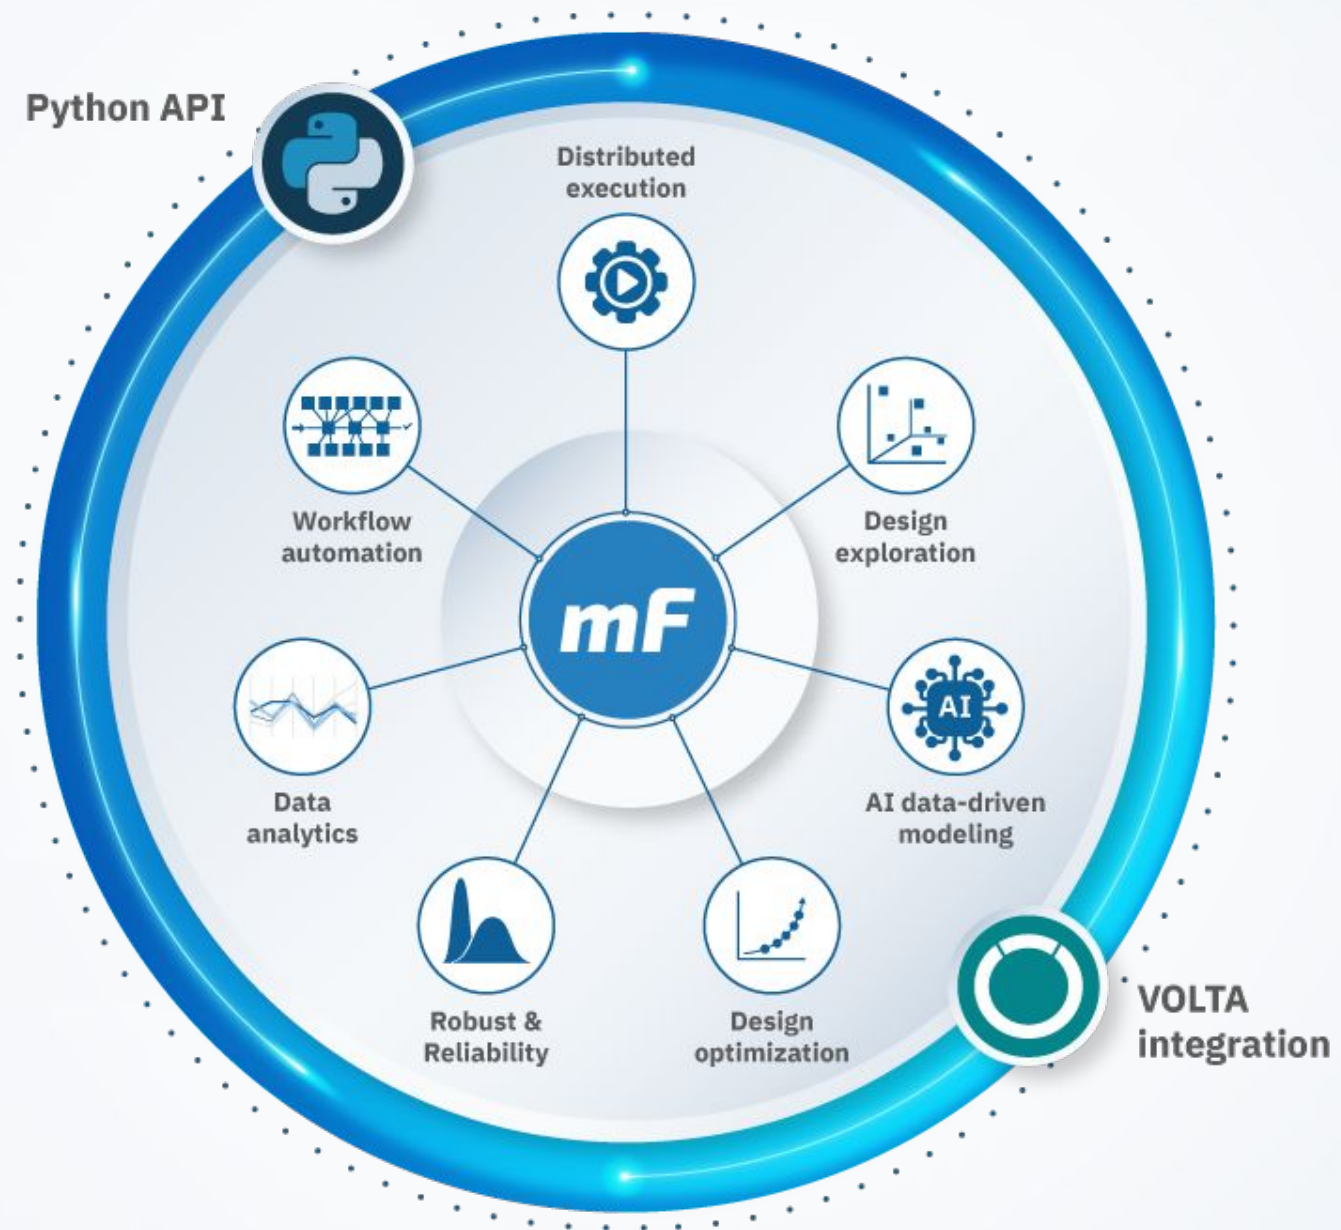 Python API
Distributed
execution
Workflow
automation
Design
exploration
mF
Data
analytics
AI
AI data-driven
modeling
Robust &
Reliability
Design
optimization
VOLTA
integration